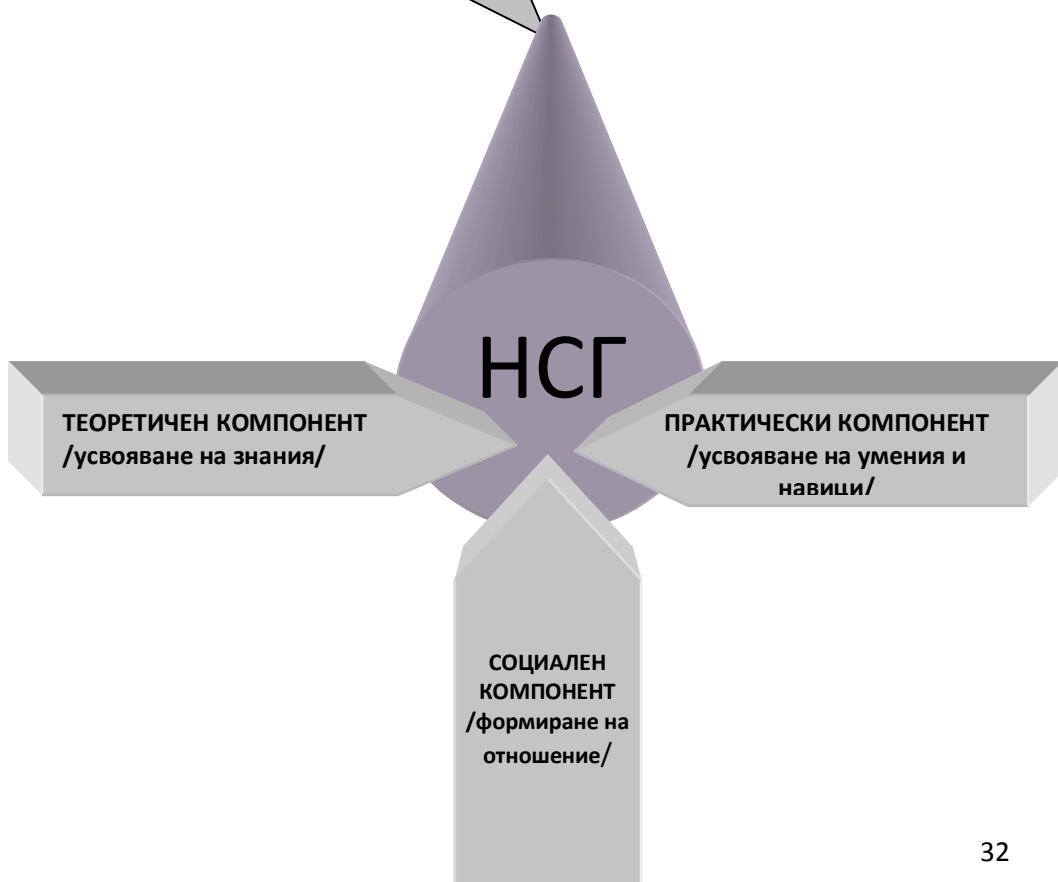 НСГ
ТЕОРЕТИЧЕН КОМПОНЕНТ
/усвояване на знания/
ПРАКТИЧЕСКИ КОМПОНЕНТ
/усвояване на умения и
навици/
СОЦИАЛЕН
КОМПОНЕНТ
/формиране на
отношение/
32